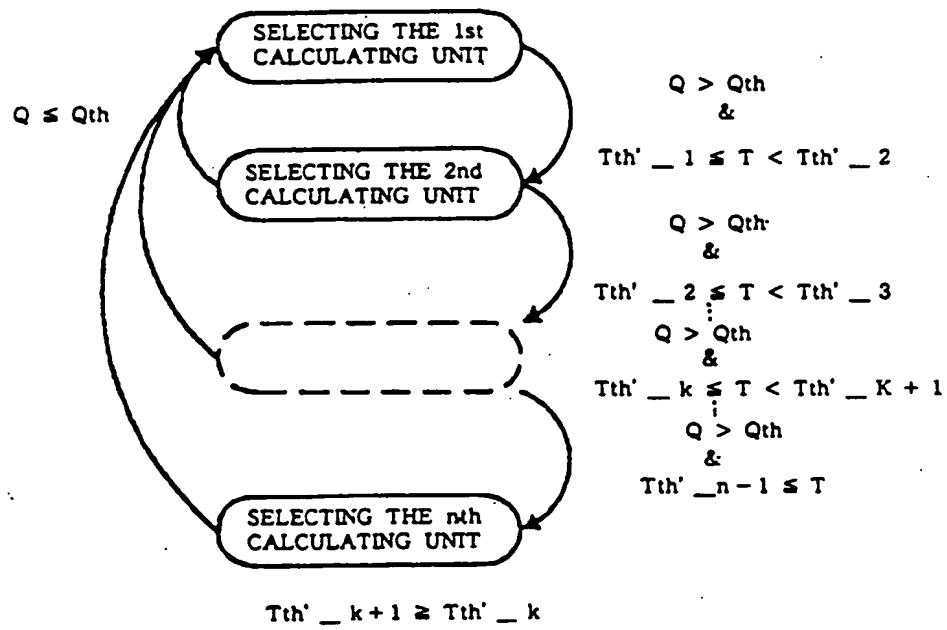 SELECTING THE 1st
CALCULATING UNIT
Q ≦ Qth
Q > Qth
&
Tth' _ 1 ≦ T < Tth' _ 2
SELECTING THE 2nd
CALCULATING UNIT
Q > Qth
&
Tth' _ 2 ≦ T < Tth' _ 3
Q > Qth
&
Tth' _ k ≦ T < Tth' _ K + 1
Q > Qth
&
Tth' _n-1 ≦ T
SELECTING THE nth
CALCULATING UNIT
Tth' _ k+1 ≧ Tth' _ k